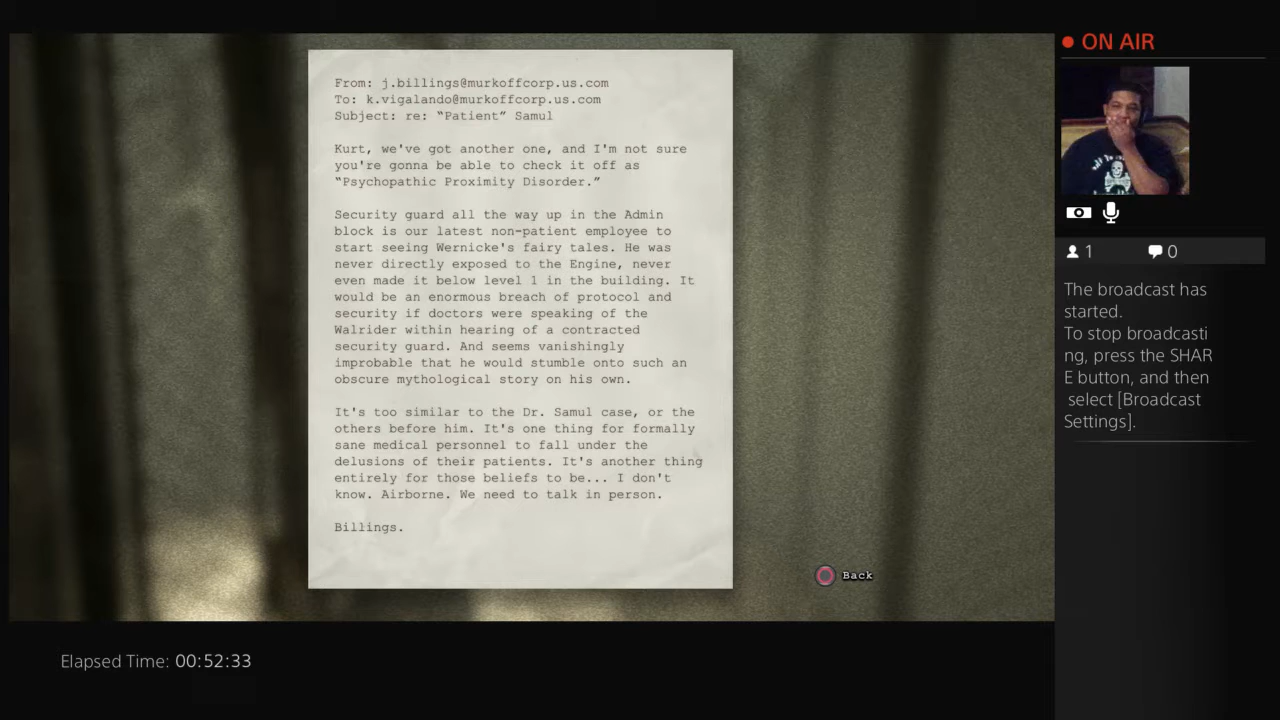 From: j.billings@murkoffcorp.us.com
To: k.vigalando@murkoffcorp.us.com
Subject: re: “Patient” Samul
Kurt, we've got another one, and I'm not sure
you're gonna be able to check it off as
“Psychopathic Proximity Disorder.”
Security guard all the way up in the Admin
block is our latest non-patient employee to
start seeing Wernicke's fairy tales. He was
never directly exposed to the Engine, never
even made it below level 1 in the building. It
would be an enormous breach of protocol and
security if doctors were speaking of the
Walrider within hearing of a contracted
security guard. And seems vanishingly
improbable that he would stumble onto such an
obscure mythological story on his own.
It's too similar to the Dr. Samul case, or the
others before him. It's one thing for formally
sane medical personnel to fall under the
delusions of their patients. It's another thing
entirely for those beliefs to be... I don't
know. Airborne. We need to talk in person.
Billings.
Back
Elapsed Time: 00:52:33
ON AIR
1
0
The broadcast has
started.
To stop broadcasti
ng, press the SHAR
E button, and then
select [Broadcast
Settings].